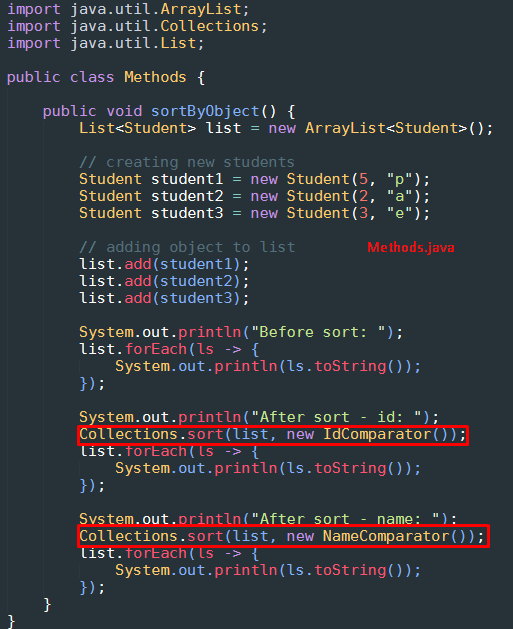 import java.util.ArrayList;
import java.util.Collections;
import java.util.List;

public class Methods {

    public void sortByObject() {
        List<Student> list = new ArrayList<Student>();

        // creating new students
        Student student1 = new Student(5, "p");
        Student student2 = new Student(2, "a");
        Student student3 = new Student(3, "e");

        // adding object to list    Methods.java
        list.add(student1);
        list.add(student2);
        list.add(student3);

        System.out.println("Before sort: ");
        list.forEach(ls -> {
            System.out.println(ls.toString());
        });

        System.out.println("After sort - id: ");
        Collections.sort(list, new IdComparator());
        list.forEach(ls -> {
            System.out.println(ls.toString());
        });

        System.out.println("After sort - name: ");
        Collections.sort(list, new NameComparator());
        list.forEach(ls -> {
            System.out.println(ls.toString());
        });
    }
}